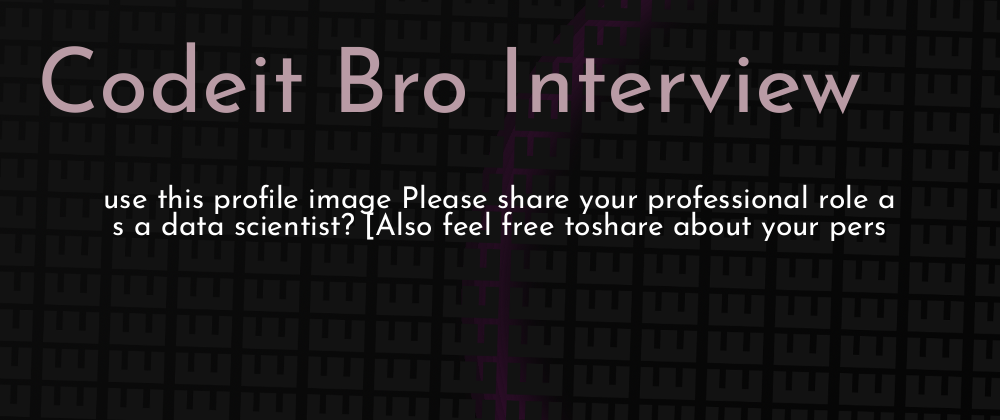 Codeit Bro Interview
use this profile image Please share your professional role a
s a data scientist? [Also feel free toshare about your pers